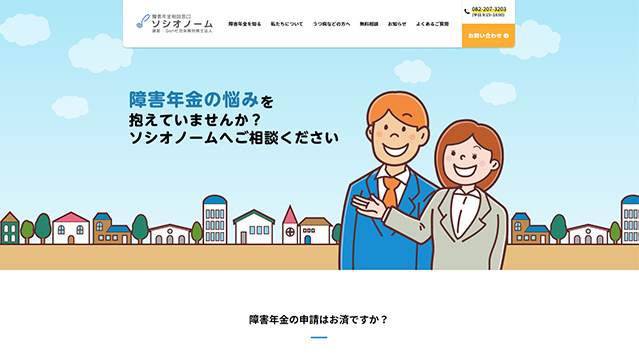 障害年金相談窓口
ソシオノーム
運営：Gen社会保険労務士法人
障害年金を知る
私たちについて
うつ病などの方へ
無料相談
お知らせ
よくあるご質問
082-207-3203
(平日 9:15~18:00)
お問い合わせ
障害年金の悩みを
抱えていませんか？
ソシオノームへご相談ください
障害年金の申請はお済ですか？